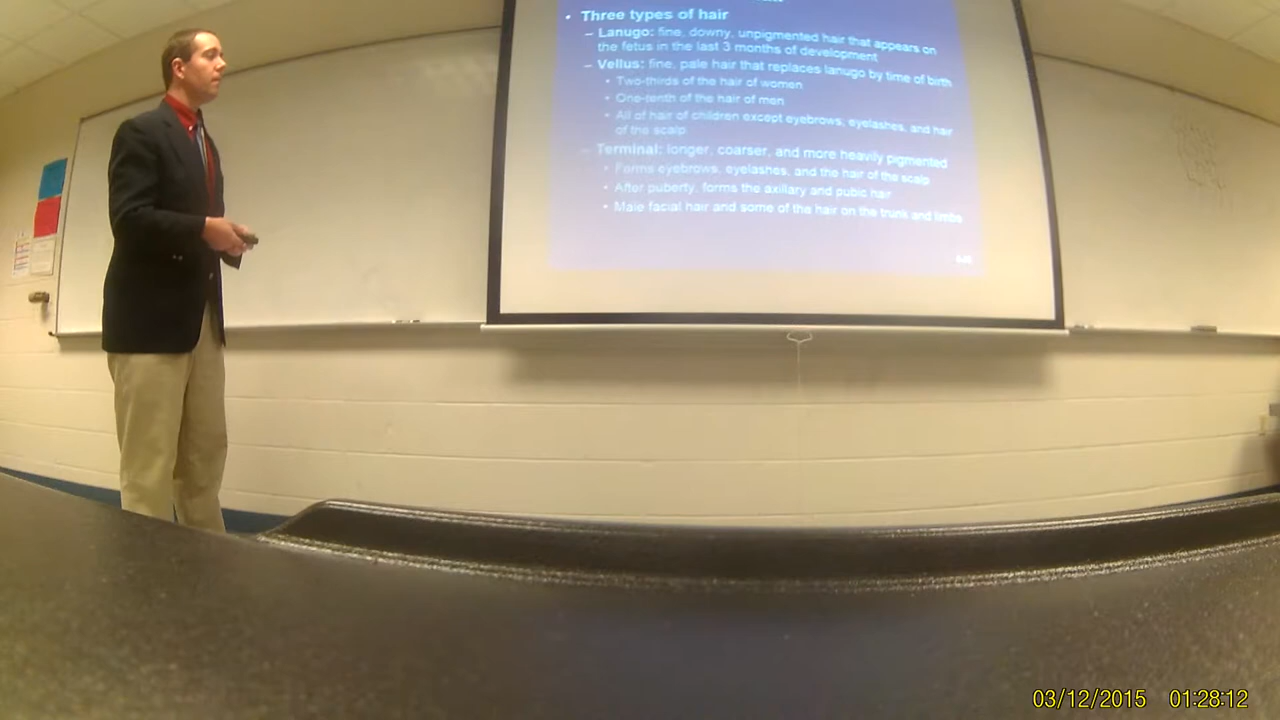 • Three types of hair
– Lanugo: fine, downy, unpigmented hair that appears on
the fetus in the last 3 months of development
– Vellus: fine, pale hair that replaces lanugo by time of birth
• Two-thirds of the hair of women
• One-tenth of the hair of men
• All of hair of children except eyebrows, eyelashes, and hair
of the scalp
– Terminal: longer, coarser, and more heavily pigmented
• Forms eyebrows, eyelashes, and the hair of the scalp
• After puberty, forms the axillary and pubic hair
• Male facial hair and some of the hair on the trunk and limbs
03/12/2015 01:28:12